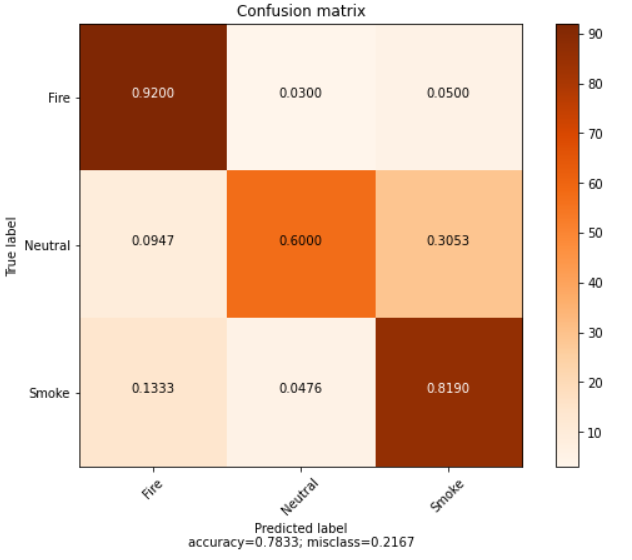 Confusion matrix
True label
Fire 0.9200 0.0300 0.0500
Neutral 0.0947 0.6000 0.3053
Smoke 0.1333 0.0476 0.8190
Fire Neutral Smoke
Predicted label
accuracy=0.7833; misclass=0.2167
90
80
70
60
50
40
30
20
10